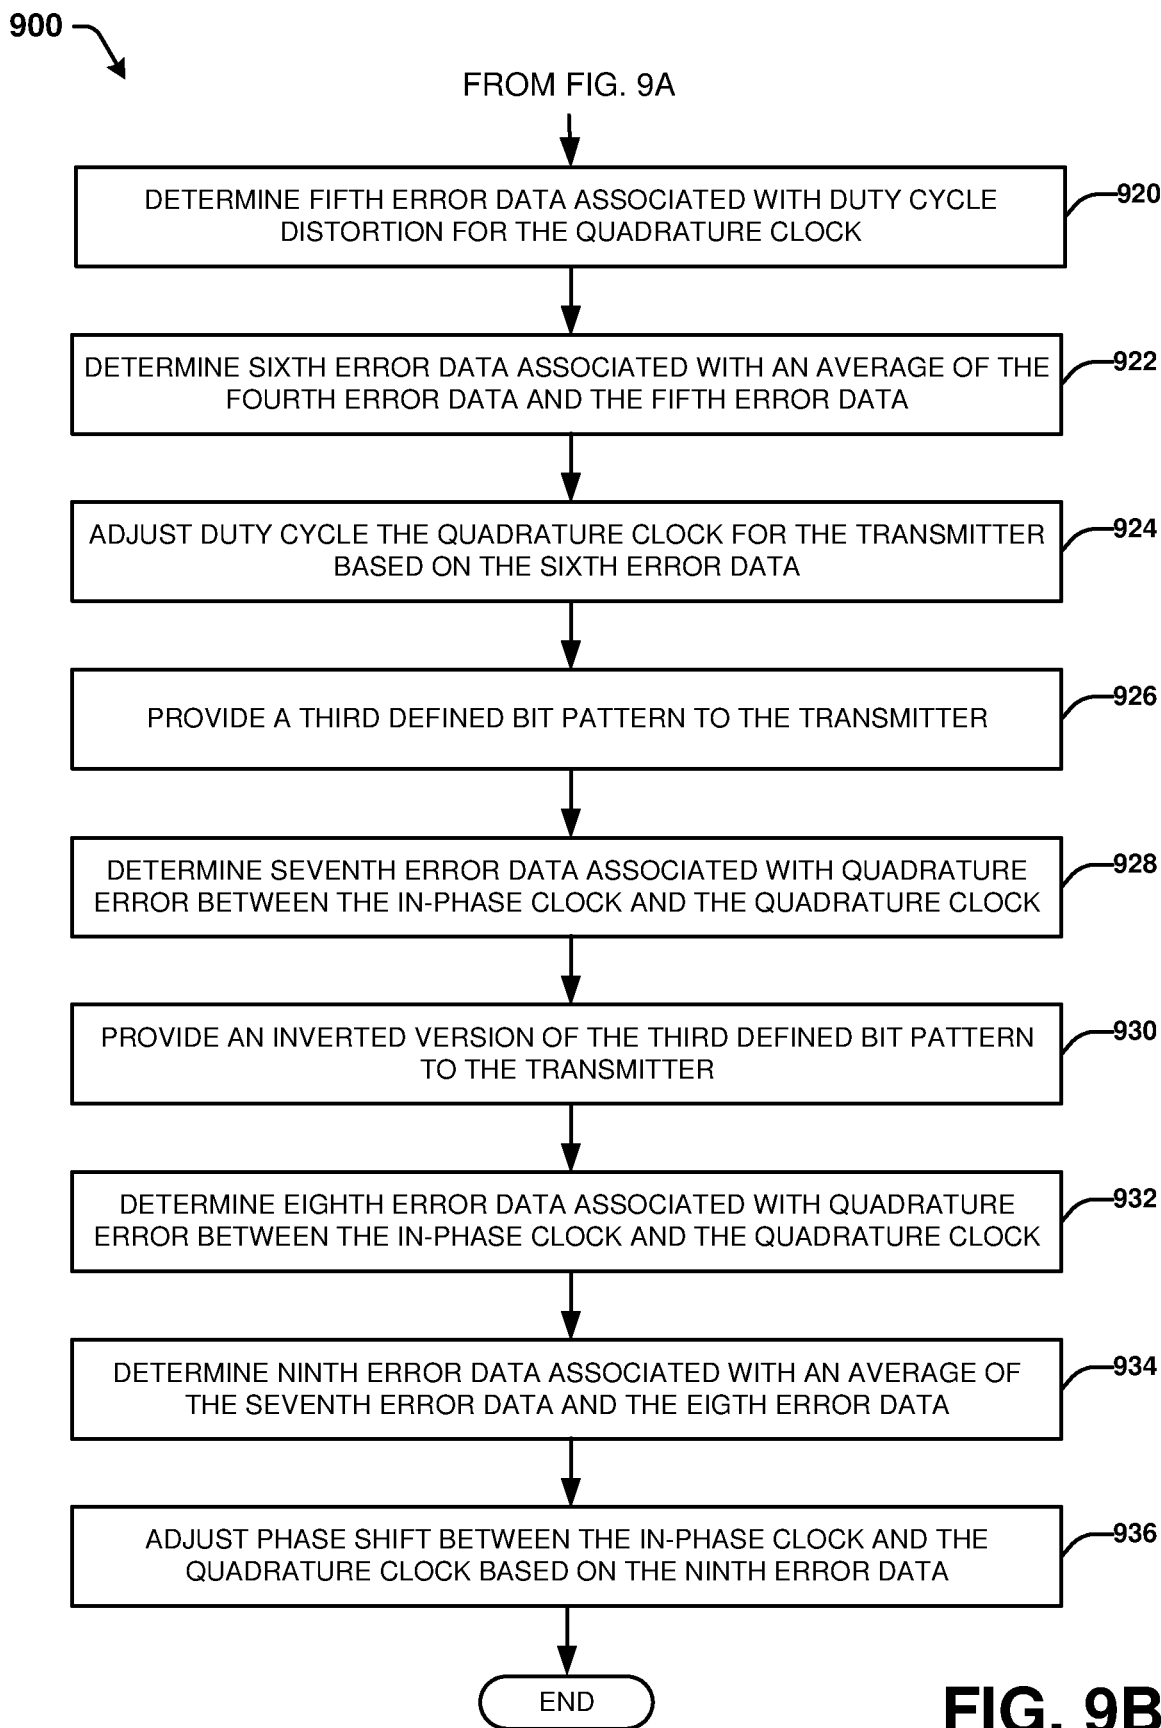 900
FROM FIG. 9A
DETERMINE FIFTH ERROR DATA ASSOCIATED WITH DUTY CYCLE
DISTORTION FOR THE QUADRATURE CLOCK
920
DETERMINE SIXTH ERROR DATA ASSOCIATED WITH AN AVERAGE OF THE
FOURTH ERROR DATA AND THE FIFTH ERROR DATA
922
ADJUST DUTY CYCLE THE QUADRATURE CLOCK FOR THE TRANSMITTER
BASED ON THE SIXTH ERROR DATA
924
PROVIDE A THIRD DEFINED BIT PATTERN TO THE TRANSMITTER
926
DETERMINE SEVENTH ERROR DATA ASSOCIATED WITH QUADRATURE
ERROR BETWEEN THE IN-PHASE CLOCK AND THE QUADRATURE CLOCK
928
PROVIDE AN INVERTED VERSION OF THE THIRD DEFINED BIT PATTERN
TO THE TRANSMITTER
930
DETERMINE EIGHTH ERROR DATA ASSOCIATED WITH QUADRATURE
ERROR BETWEEN THE IN-PHASE CLOCK AND THE QUADRATURE CLOCK
932
DETERMINE NINTH ERROR DATA ASSOCIATED WITH AN AVERAGE OF
THE SEVENTH ERROR DATA AND THE EIGTH ERROR DATA
934
ADJUST PHASE SHIFT BETWEEN THE IN-PHASE CLOCK AND THE
QUADRATURE CLOCK BASED ON THE NINTH ERROR DATA
936
END
FIG. 9B